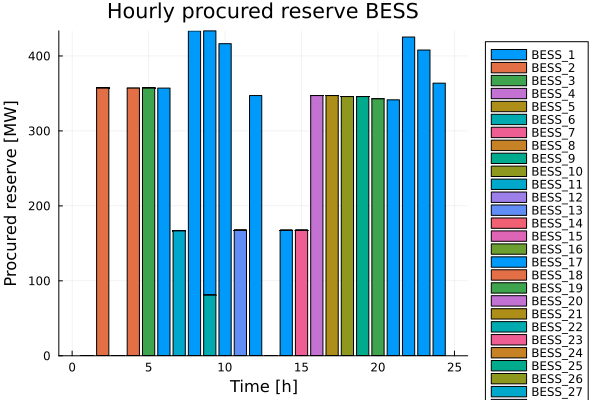 Hourly procured reserve BESS
Procured reserve [MW]
400
300
200
100
0
0 5 10 15 20 25
Time [h]
BESS_1
BESS_2
BESS_3
BESS_4
BESS_5
BESS_6
BESS_7
BESS_8
BESS_9
BESS_10
BESS_11
BESS_12
BESS_13
BESS_14
BESS_15
BESS_16
BESS_17
BESS_18
BESS_19
BESS_20
BESS_21
BESS_22
BESS_23
BESS_24
BESS_25
BESS_26
BESS_27